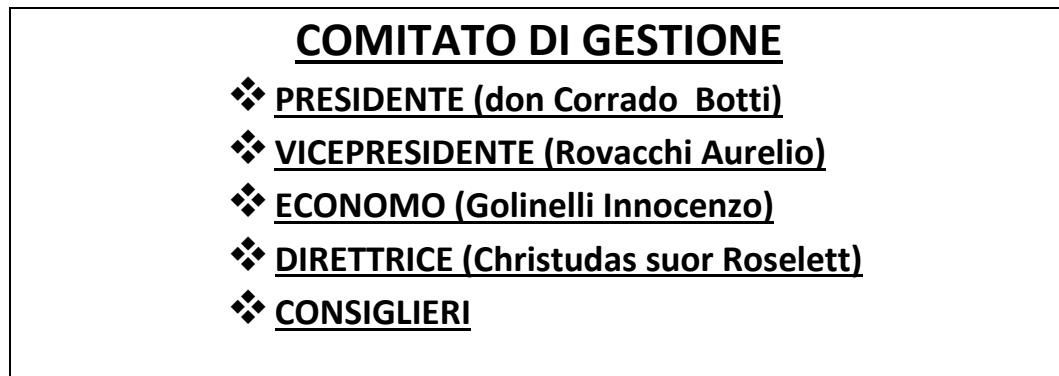 COMITATO DI GESTIONE
❖ PRESIDENTE (don Corrado Botti)
❖ VICEPRESIDENTE (Rovacchi Aurelio)
❖ ECONOMO (Golinelli Innocenzo)
❖ DIRETTRICE (Christudas suor Roselett)
❖ CONSIGLIERI